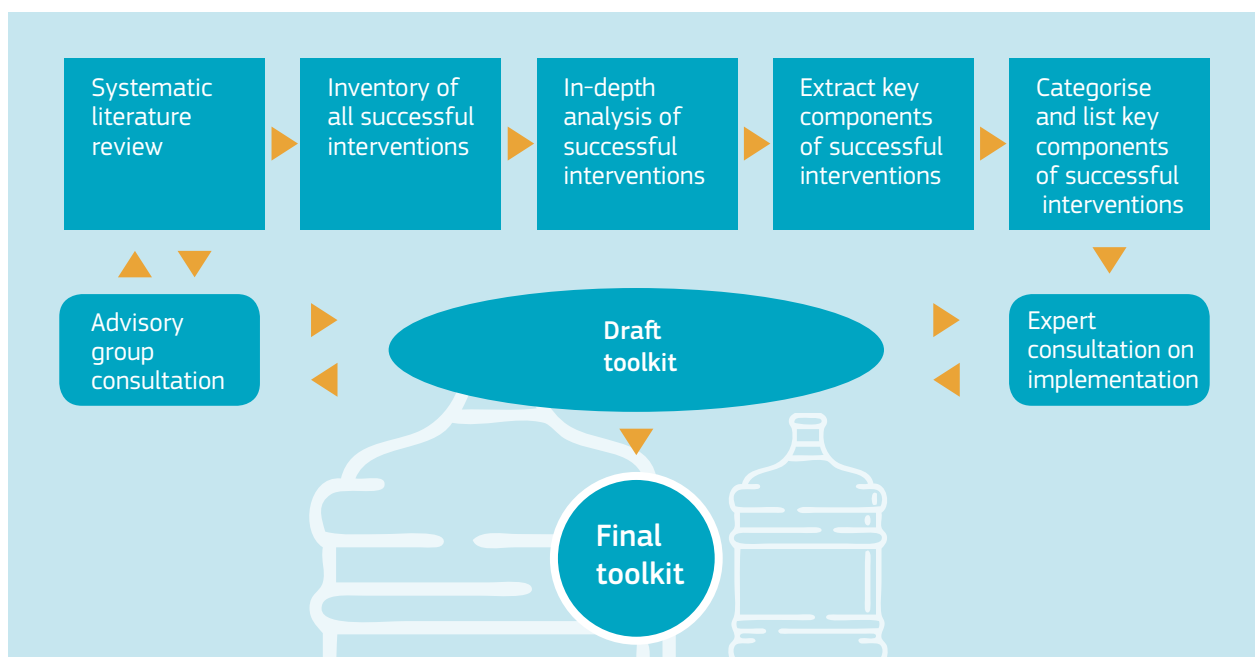 Systematic
literature
review
Inventory of
all successful
interventions
In-depth
analysis of
successful
interventions
Extract key
components
of successful
interventions
Categorise
and list key
components
of successful
interventions
Advisory
group
consultation
Draft
toolkit
Expert
consultation on
implementation
Final
toolkit